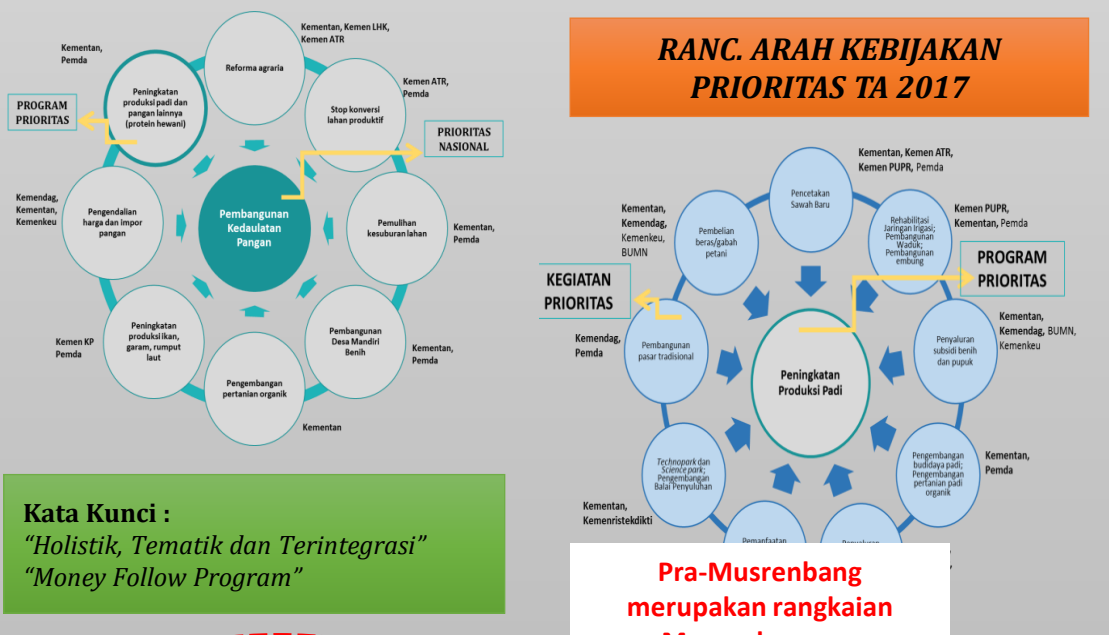 Kementan, Kemen LHK,
Kemen ATR
Kementan,
Pemda
Reforma agraria
Kemen ATR,
Pemda
Peningkatan
produksi padi dan
pangan lainnya
(protein hewani)
Stop konversi
lahan produktif
PROGRAM
PRIORITAS
PRIORITAS
NASIONAL
Kemendag,
Kementan,
Kemenkeu
Pengendalian
harga dan impor
pangan
Pembangunan
Kedaulatan
Pangan
Pemulihan
kesuburan lahan
Kementan,
Pemda
Kemen KP
Pemda
Peningkatan
produksi ikan,
garam, rumput
laut
Pembangunan
Desa Mandiri
Benih
Kementan,
Pemda
Pengembangan
pertanian organik
Kementan
Kata Kunci :
“Holistik, Tematik dan Terintegrasi”
“Money Follow Program”
RANC. ARAH KEBIJAKAN
PRIORITAS TA 2017
Kementan, Kemen ATR,
Kemen PUPR, Pemda
Pencetakan
Sawah Baru
Kementan,
Kemendag,
Kemenkeu,
BUMN
Pembelian
beras/gabah
petani
Rehabilitasi
Jaringan Irigasi;
Pembangunan
Waduk;
Pembangunan
embung
Kemen PUPR,
Kementan, Pemda
PROGRAM
PRIORITAS
KEGIATAN
PRIORITAS
Kemendag,
Pemda
Pembangunan
pasar tradisional
Penyaluran
subsidi benih
dan pupuk
Kementan,
Kemendag, BUMN,
Kemenkeu
Peningkatan
Produksi Padi
Technopark dan
Science park;
Pengembangan
Balai Penyuluhan
Pengembangan
budidaya padi;
Pengembangan
pertanian padi
organik
Kementan,
Pemda
Kementan,
Kemenristekdikti
Pemanfaatan
Pra-Musrenbang
merupakan rangkaian